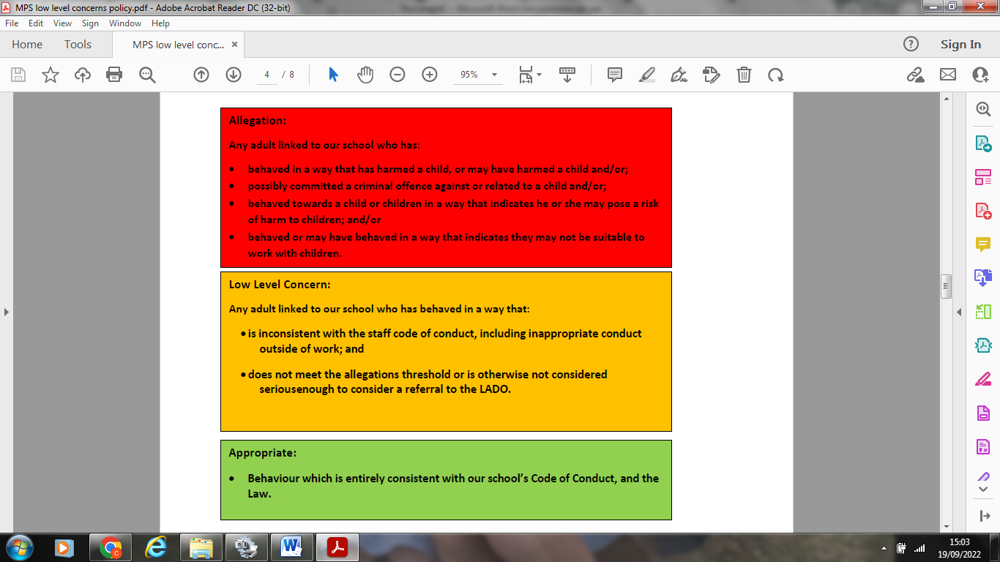 MPS low level concerns policy.pdf - Adobe Acrobat Reader DC (32-bit)
File Edit View Sign Window Help
Home Tools MPS low level conc... × ? Sign In
4 / 8 95%
Allegation:
Any adult linked to our school who has:
• behaved in a way that has harmed a child, or may have harmed a child and/or;
• possibly committed a criminal offence against or related to a child and/or;
• behaved towards a child or children in a way that indicates he or she may pose a risk
of harm to children; and/or
• behaved or may have behaved in a way that indicates they may not be suitable to
work with children.
Low Level Concern:
Any adult linked to our school who has behaved in a way that:
• is inconsistent with the staff code of conduct, including inappropriate conduct
outside of work; and
• does not meet the allegations threshold or is otherwise not considered
seriousenough to consider a referral to the LADO.
Appropriate:
• Behaviour which is entirely consistent with our school's Code of Conduct, and the
Law.
15:03
19/09/2022